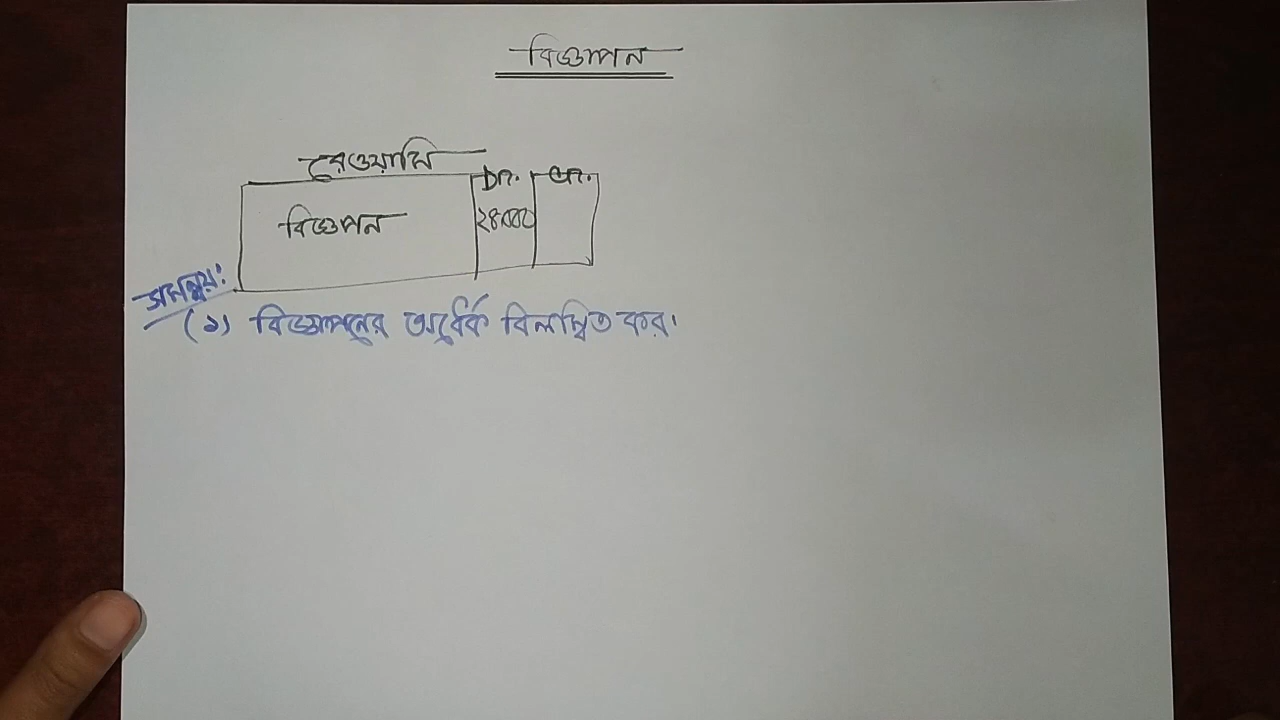 বিজ্ঞাপন
রেওয়ামিল
Dr. Cr.
বিজ্ঞাপন ২৪০০০
সমন্বয়:
(১) বিজ্ঞাপনের অর্ধেক বিলম্বিত কর।